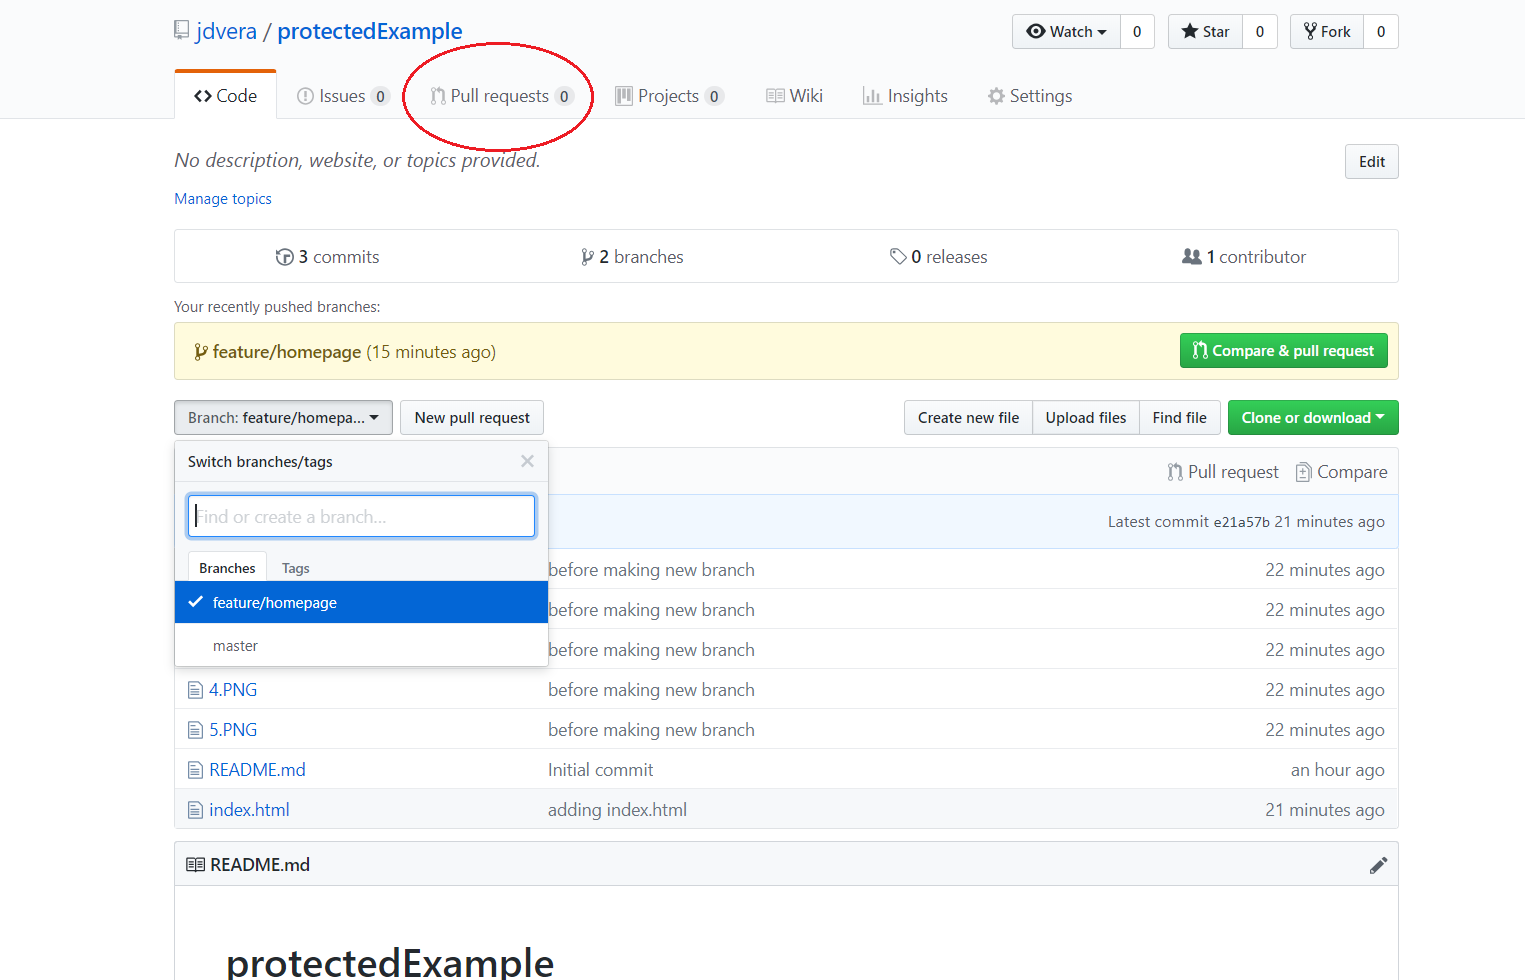 jdvera / protectedExample
Watch 0 Star 0 Fork 0
Code Issues 0 Pull requests 0 Projects 0 Wiki Insights Settings
No description, website, or topics provided.
Edit
Manage topics
3 commits 2 branches 0 releases 1 contributor
Your recently pushed branches:
feature/homepage (15 minutes ago) Compare & pull request
Branch: feature/homepa... New pull request Create new file Upload files Find file Clone or download
Switch branches/tags
Find or create a branch...
Branches Tags
feature/homepage
master
Pull request Compare
Latest commit e21a57b 21 minutes ago
before making new branch 22 minutes ago
before making new branch 22 minutes ago
before making new branch 22 minutes ago
4.PNG before making new branch 22 minutes ago
5.PNG before making new branch 22 minutes ago
README.md Initial commit an hour ago
index.html adding index.html 21 minutes ago
README.md
protectedExample